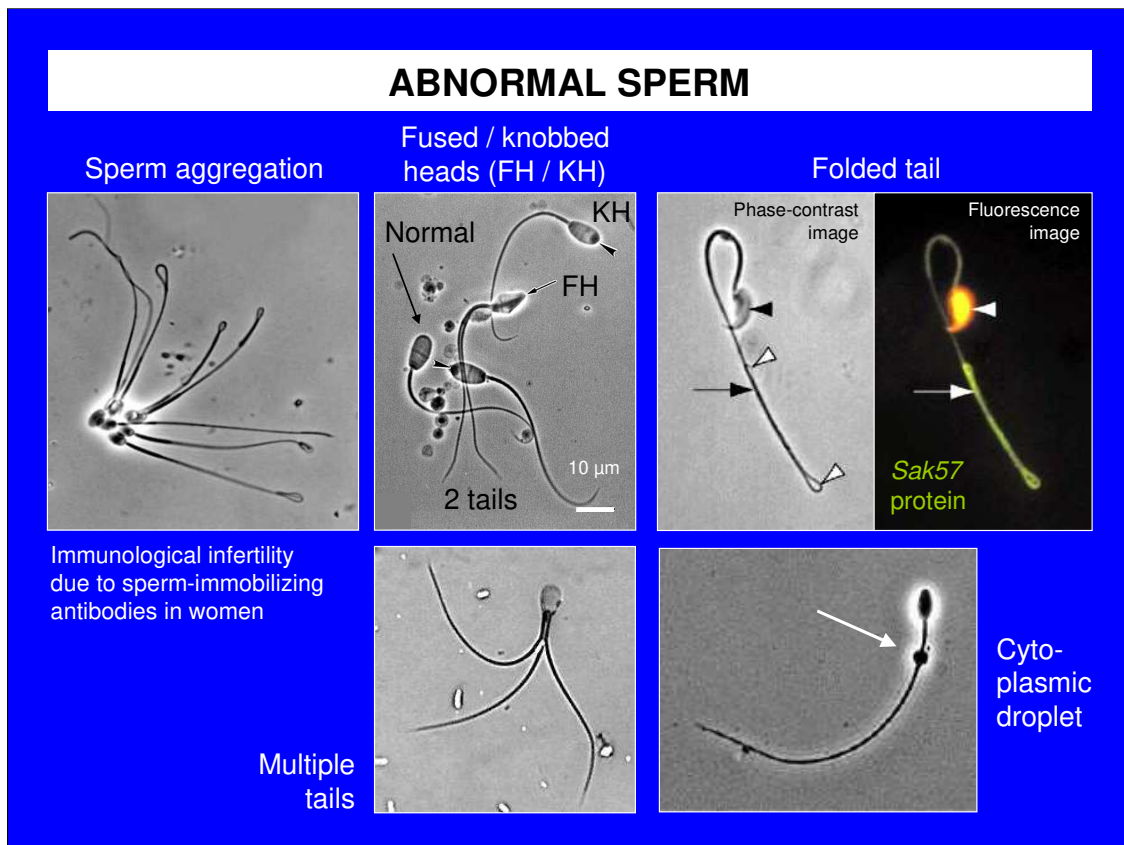 ABNORMAL SPERM
Sperm aggregation
Fused / knobbed
heads (FH / KH)
Folded tail
Normal
KH
FH
2 tails
10 µm
Phase-contrast
image
Fluorescence
image
Sak57
protein
Immunological infertility
due to sperm-immobilizing
antibodies in women
Multiple
tails
Cyto-
plasmic
droplet